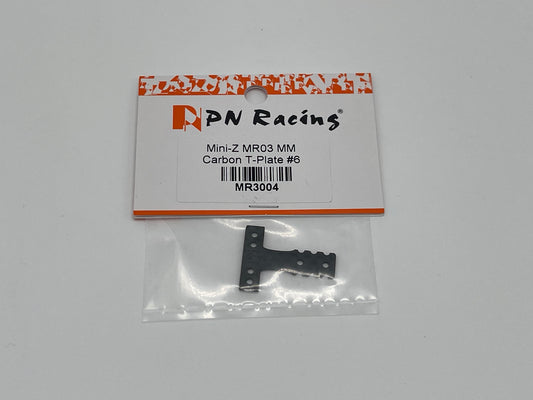 PN Racing®
Mini-Z MR03 MM
Carbon T-Plate #6
MR3004